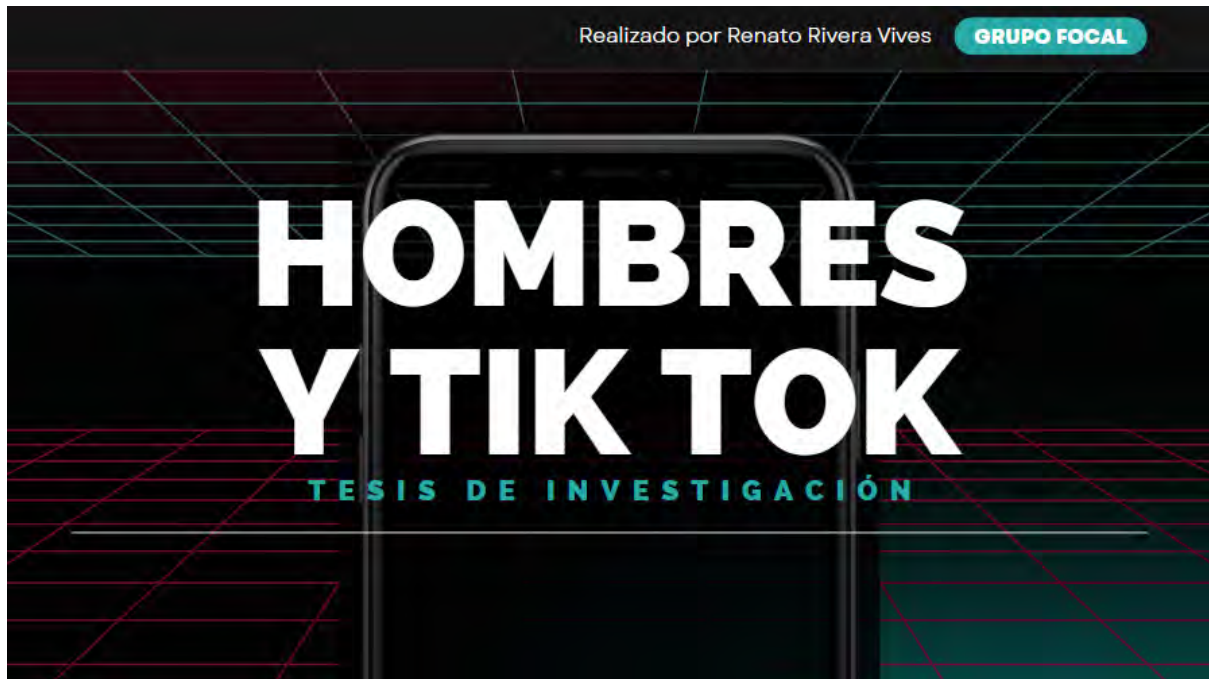 Realizado por Renato Rivera Vives
GRUPO FOCAL
HOMBRES
Y TIK TOK
TESIS DE INVESTIGACIÓN